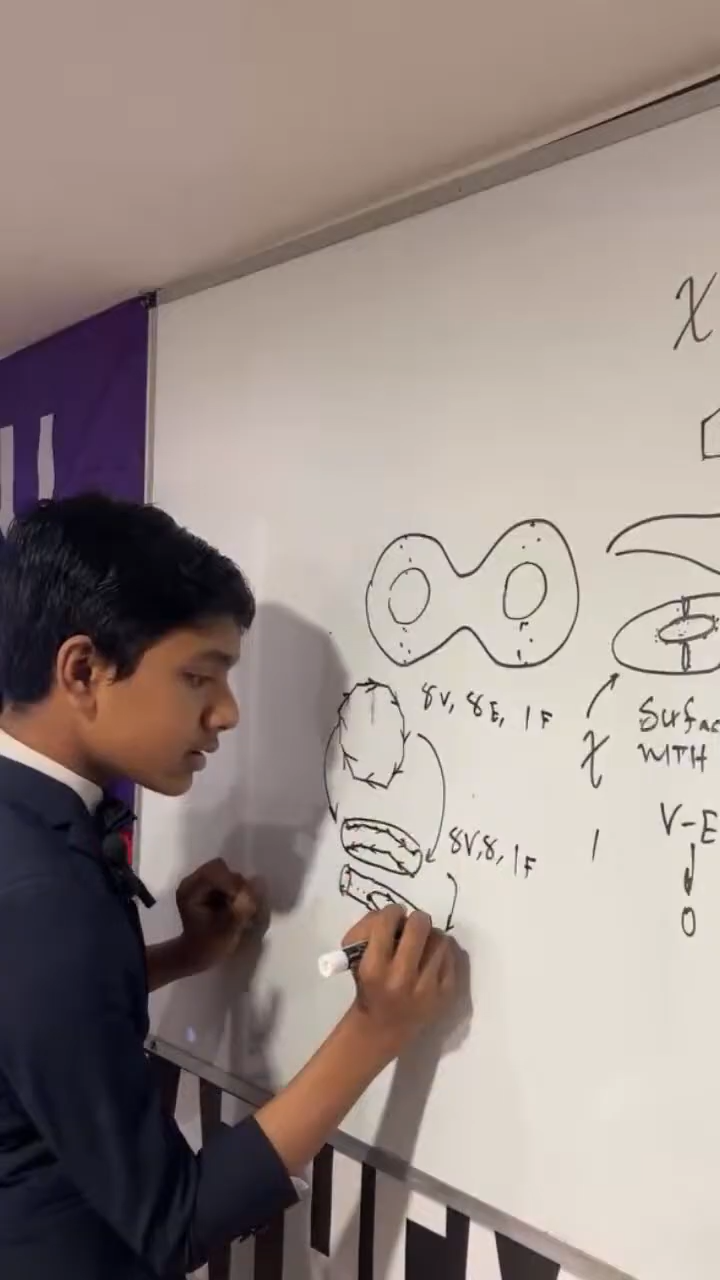 χ
8V, 8E, 1F
χ
Surfac
WITH
8V, 8, 1F
1
V-E
0